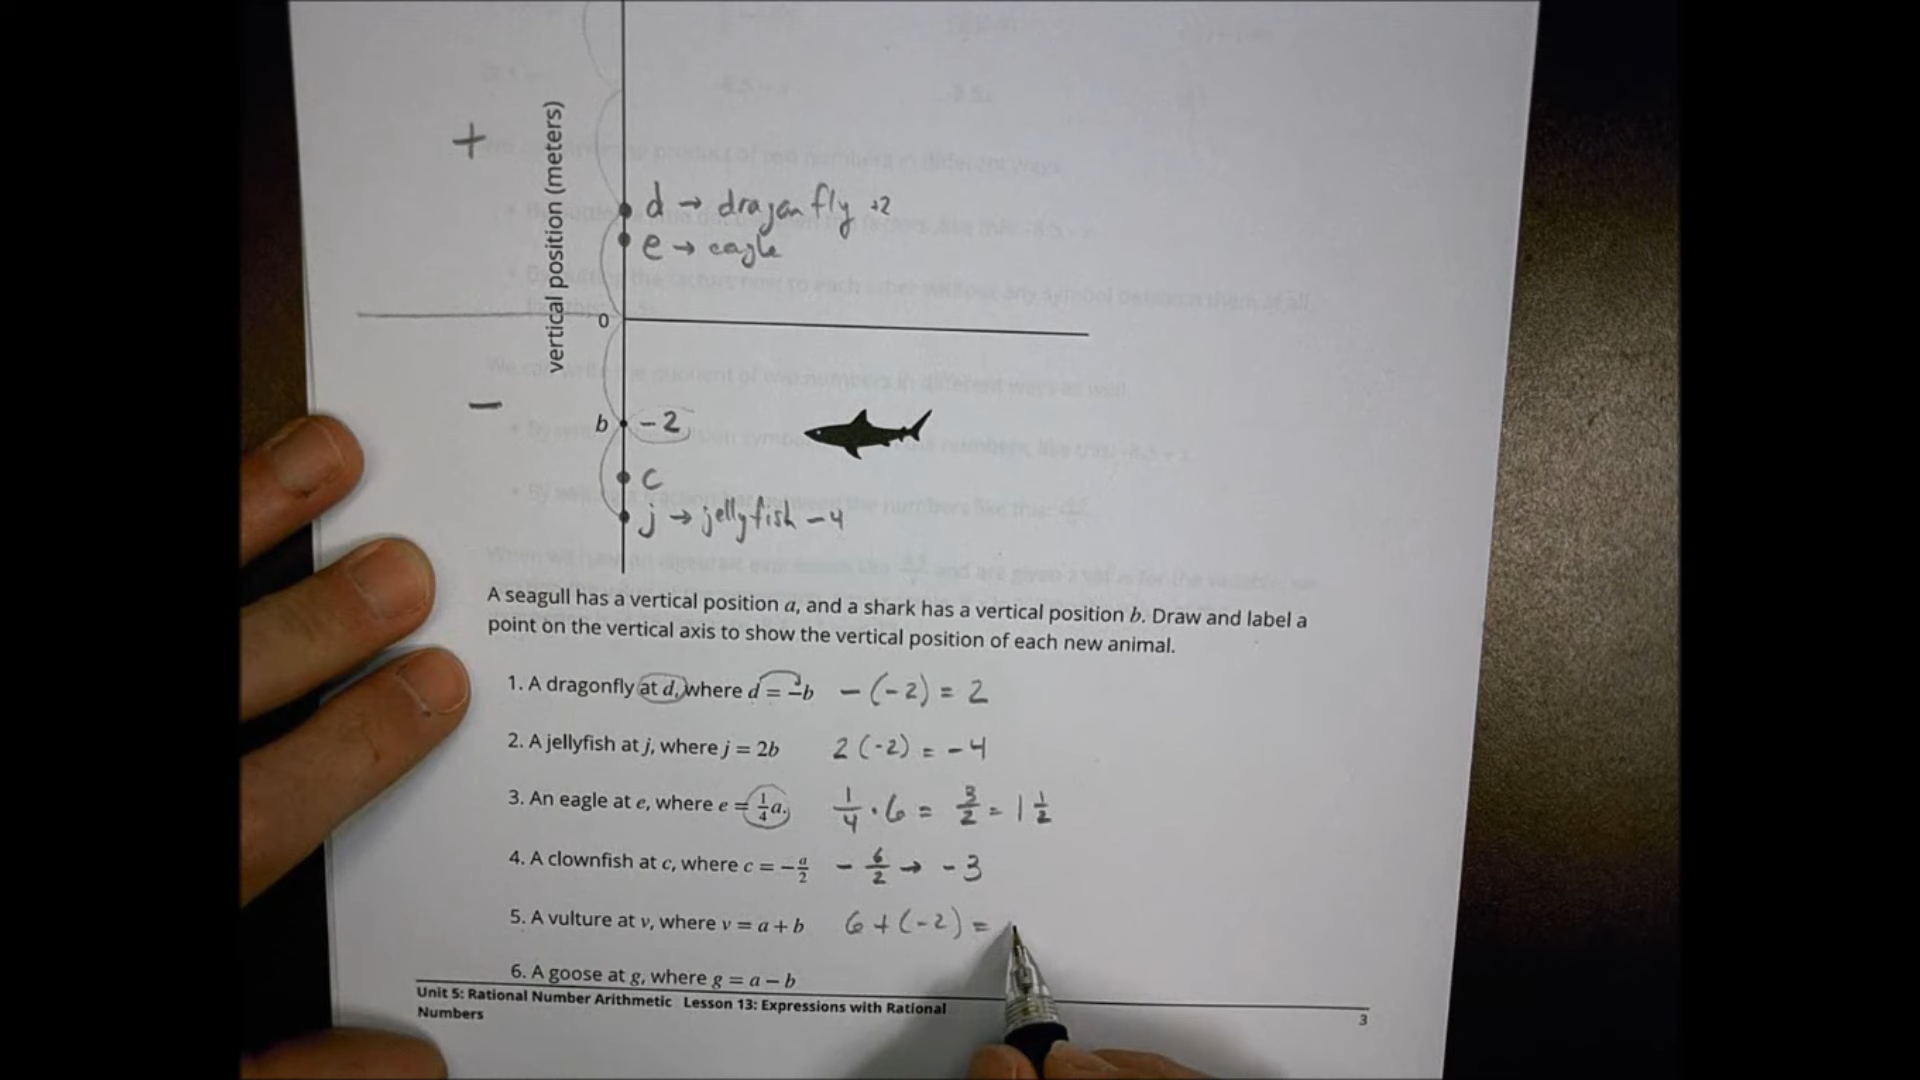 +
vertical position (meters)
d → dragonfly +2
e → eagle
0
−
b -2
c
j → jellyfish -4
A seagull has a vertical position a, and a shark has a vertical position b. Draw and label a
point on the vertical axis to show the vertical position of each new animal.
1. A dragonfly at d, where d = −b -(-2) = 2
2. A jellyfish at j, where j = 2b 2(-2) = -4
3. An eagle at e, where e = 1/4 a. 1/4 · 6 = 3/2 = 1 1/2
4. A clownfish at c, where c = −a/2 - 6/2 → -3
5. A vulture at v, where v = a + b 6 + (-2) =
6. A goose at g, where g = a − b
Unit 5: Rational Number Arithmetic Lesson 13: Expressions with Rational
Numbers
3